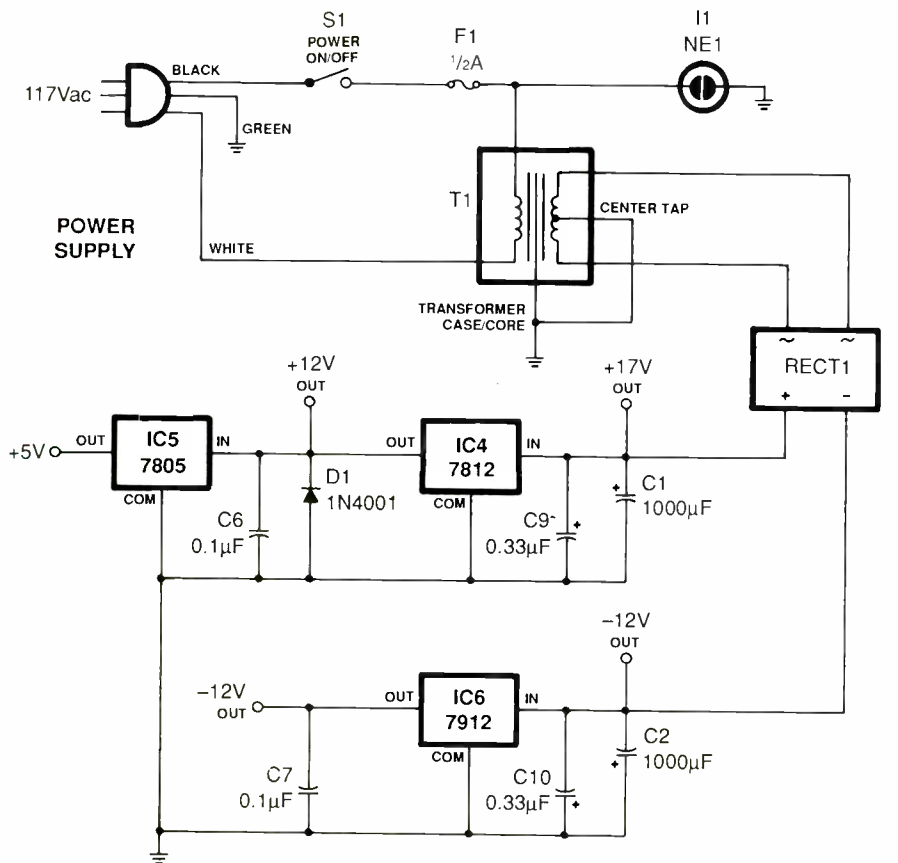 S1
POWER
ON/OFF
F1
1/2A
I1
NE1
117Vac
BLACK
GREEN
POWER
SUPPLY
WHITE
T1
CENTER TAP
TRANSFORMER
CASE/CORE
~ ~
RECT1
+ −
+12V
OUT
+17V
OUT
+5V
OUT
IC5
7805
IN
COM
OUT
IC4
7812
IN
COM
D1
1N4001
C6
0.1µF
C9
0.33µF
+
+
C1
1000µF
−12V
OUT
−12V
OUT
OUT
IC6
7912
IN
COM
C7
0.1µF
C10
0.33µF
+
+
C2
1000µF